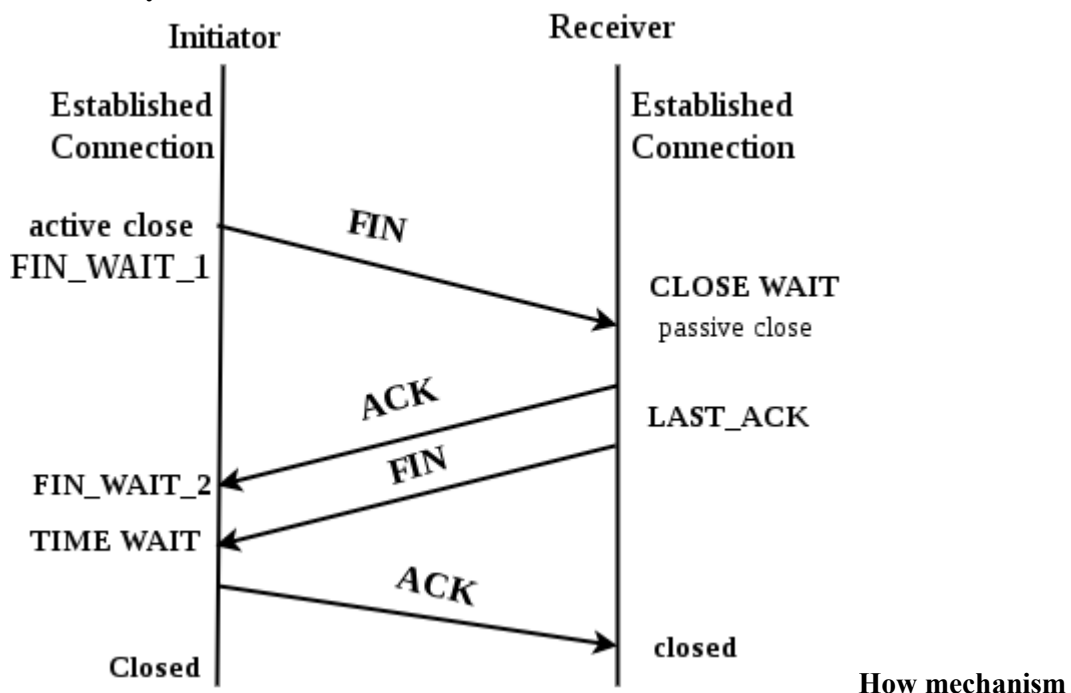 Initiator
Receiver
Established
Connection
Established
Connection
active close
FIN_WAIT_1
FIN
CLOSE WAIT
passive close
ACK
LAST_ACK
FIN
FIN_WAIT_2
TIME WAIT
ACK
closed
Closed
How mechanism